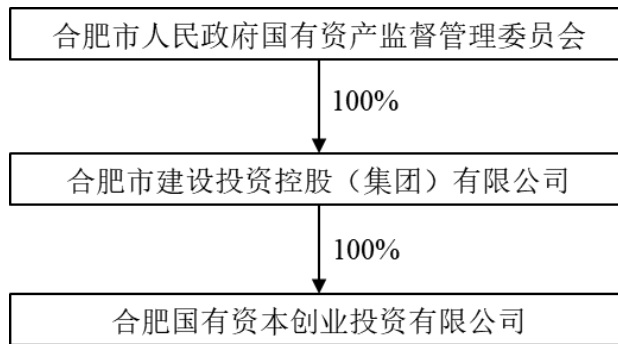 合肥市人民政府国有资产监督管理委员会
100%
合肥市建设投资控股（集团）有限公司
100%
合肥国有资本创业投资有限公司